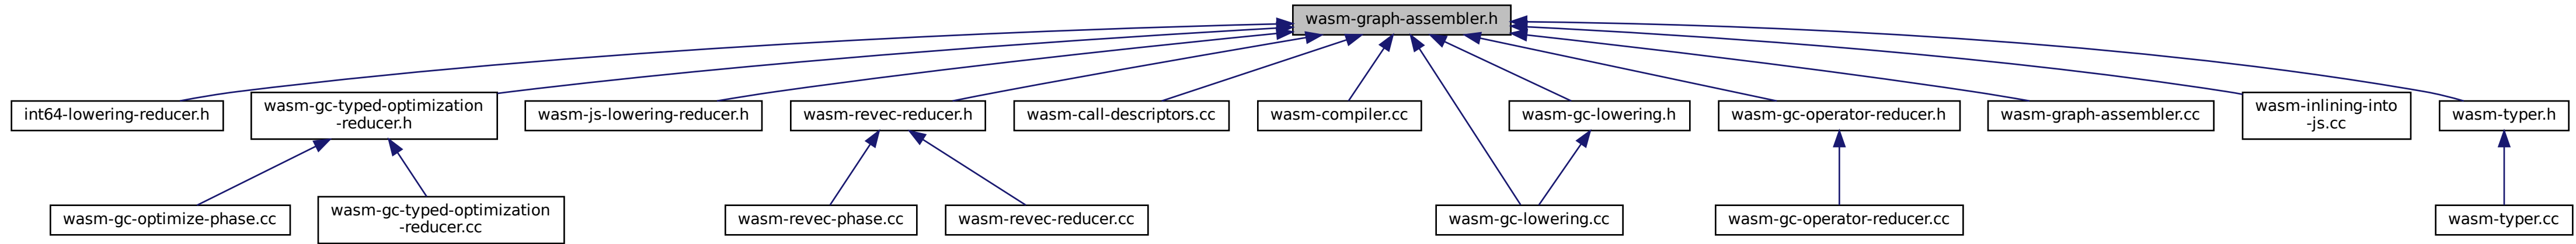 wasm-graph-assembler.h
int64-lowering-reducer.h
wasm-gc-typed-optimization
-reducer.h
wasm-js-lowering-reducer.h
wasm-revec-reducer.h
wasm-call-descriptors.cc
wasm-compiler.cc
wasm-gc-lowering.h
wasm-gc-operator-reducer.h
wasm-graph-assembler.cc
wasm-inlining-into
-js.cc
wasm-typer.h
wasm-gc-optimize-phase.cc
wasm-gc-typed-optimization
-reducer.cc
wasm-revec-phase.cc
wasm-revec-reducer.cc
wasm-gc-lowering.cc
wasm-gc-operator-reducer.cc
wasm-typer.cc